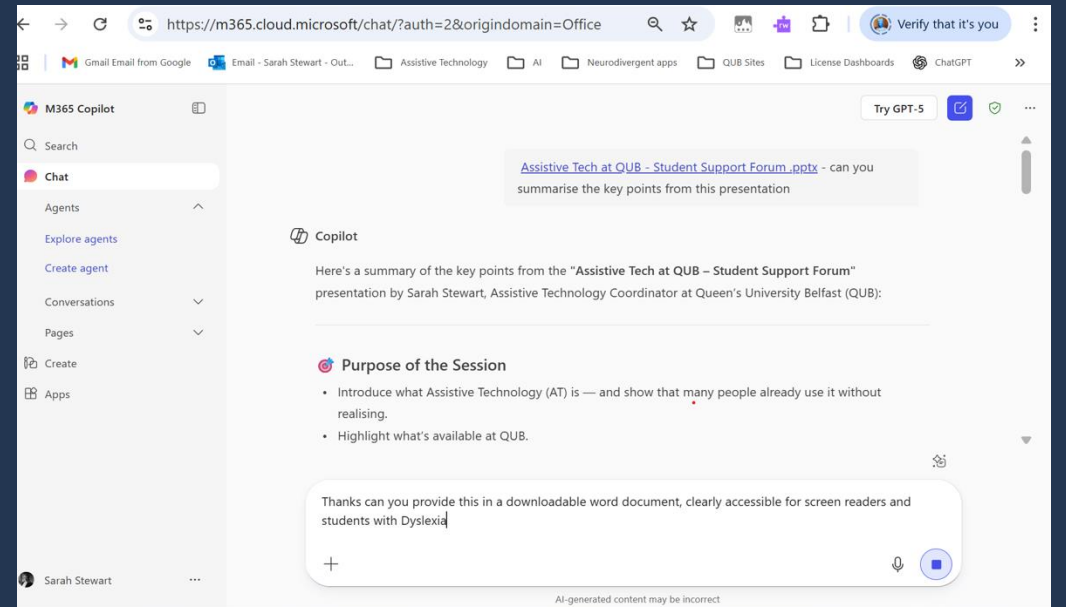 https://m365.cloud.microsoft/chat/?auth=2&origindomain=Office
Verify that it's you
Gmail Email from Google
Email - Sarah Stewart - Out...
Assistive Technology
AI
Neurodivergent apps
QUB Sites
License Dashboards
ChatGPT
M365 Copilot
Try GPT-5
Search
Chat
Agents
Explore agents
Create agent
Conversations
Pages
Create
Apps
Assistive Tech at QUB - Student Support Forum .pptx - can you
summarise the key points from this presentation
Copilot
Here's a summary of the key points from the "Assistive Tech at QUB – Student Support Forum"
presentation by Sarah Stewart, Assistive Technology Coordinator at Queen's University Belfast (QUB):
Purpose of the Session
• Introduce what Assistive Technology (AT) is — and show that many people already use it without
realising.
• Highlight what's available at QUB.
Thanks can you provide this in a downloadable word document, clearly accessible for screen readers and
students with Dyslexia
Sarah Stewart
AI-generated content may be incorrect